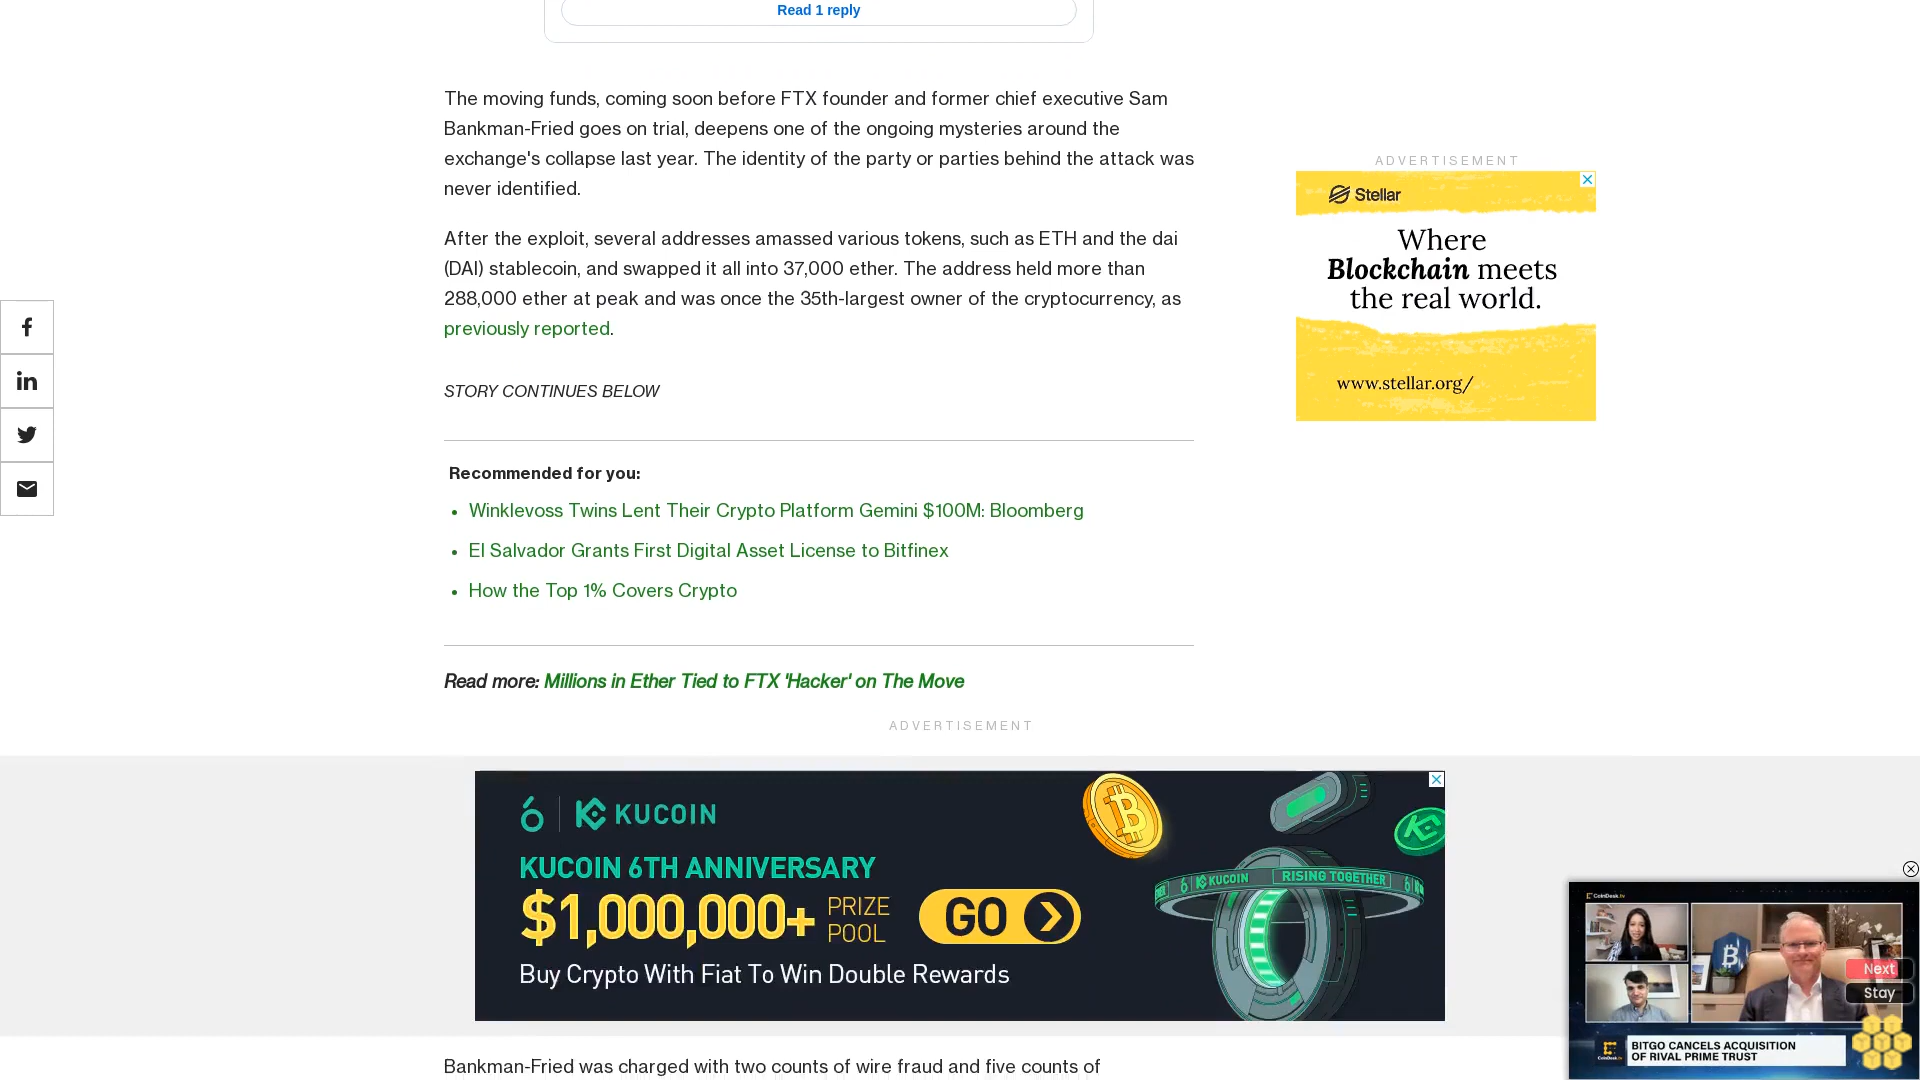 Read 1 reply
The moving funds, coming soon before FTX founder and former chief executive Sam
Bankman-Fried goes on trial, deepens one of the ongoing mysteries around the
exchange's collapse last year. The identity of the party or parties behind the attack was
never identified.
After the exploit, several addresses amassed various tokens, such as ETH and the dai
(DAI) stablecoin, and swapped it all into 37,000 ether. The address held more than
288,000 ether at peak and was once the 35th-largest owner of the cryptocurrency, as
previously reported.
STORY CONTINUES BELOW
Recommended for you:
Winklevoss Twins Lent Their Crypto Platform Gemini $100M: Bloomberg
El Salvador Grants First Digital Asset License to Bitfinex
How the Top 1% Covers Crypto
Read more: Millions in Ether Tied to FTX 'Hacker' on The Move
ADVERTISEMENT
Stellar
Where
Blockchain meets
the real world.
www.stellar.org/
ADVERTISEMENT
6 KUCOIN
KUCOIN 6TH ANNIVERSARY
$1,000,000+ PRIZE
POOL
GO
Buy Crypto With Fiat To Win Double Rewards
6 KUCOIN RISING TOGETHER 6
CoinDesk.tv
Next
Stay
BITGO CANCELS ACQUISITION
OF RIVAL PRIME TRUST
CoinDesk.tv
Bankman-Fried was charged with two counts of wire fraud and five counts of